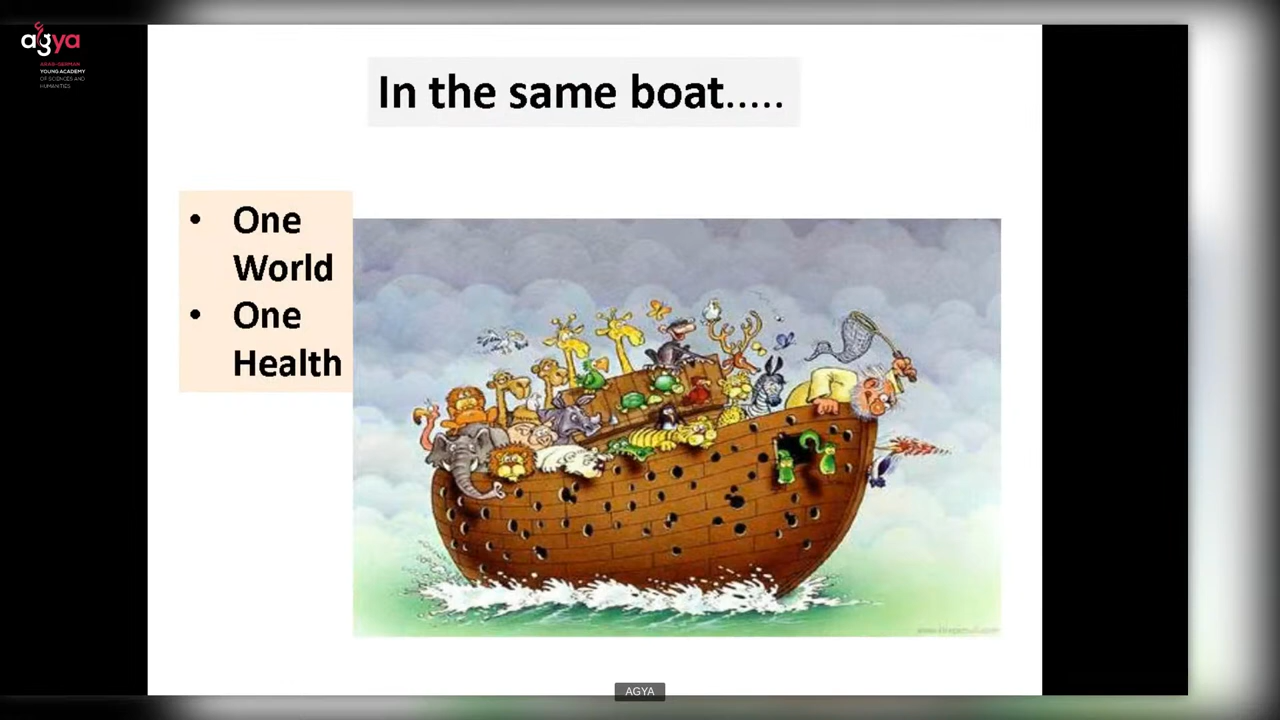 agya
ARAB-GERMAN
YOUNG ACADEMY
OF SCIENCES AND
HUMANITIES
In the same boat.....
• One
World
• One
Health
AGYA